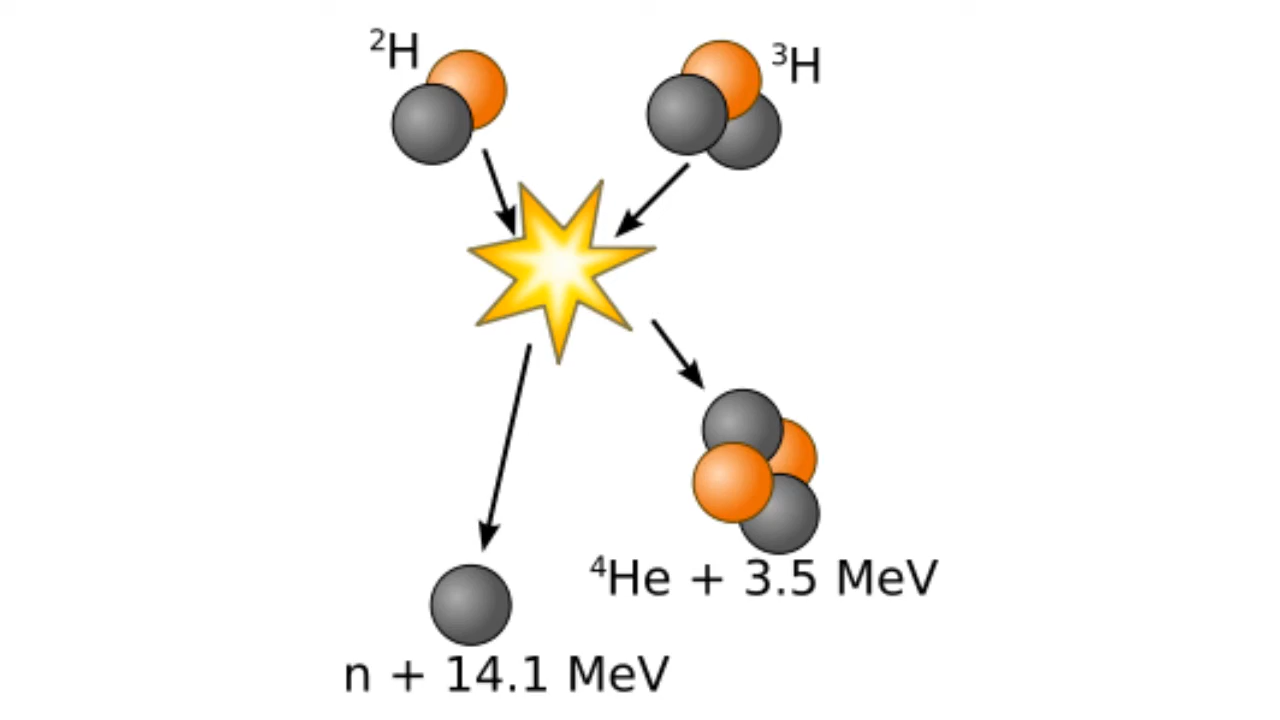 ²H
³H
⁴He + 3.5 MeV
n + 14.1 MeV